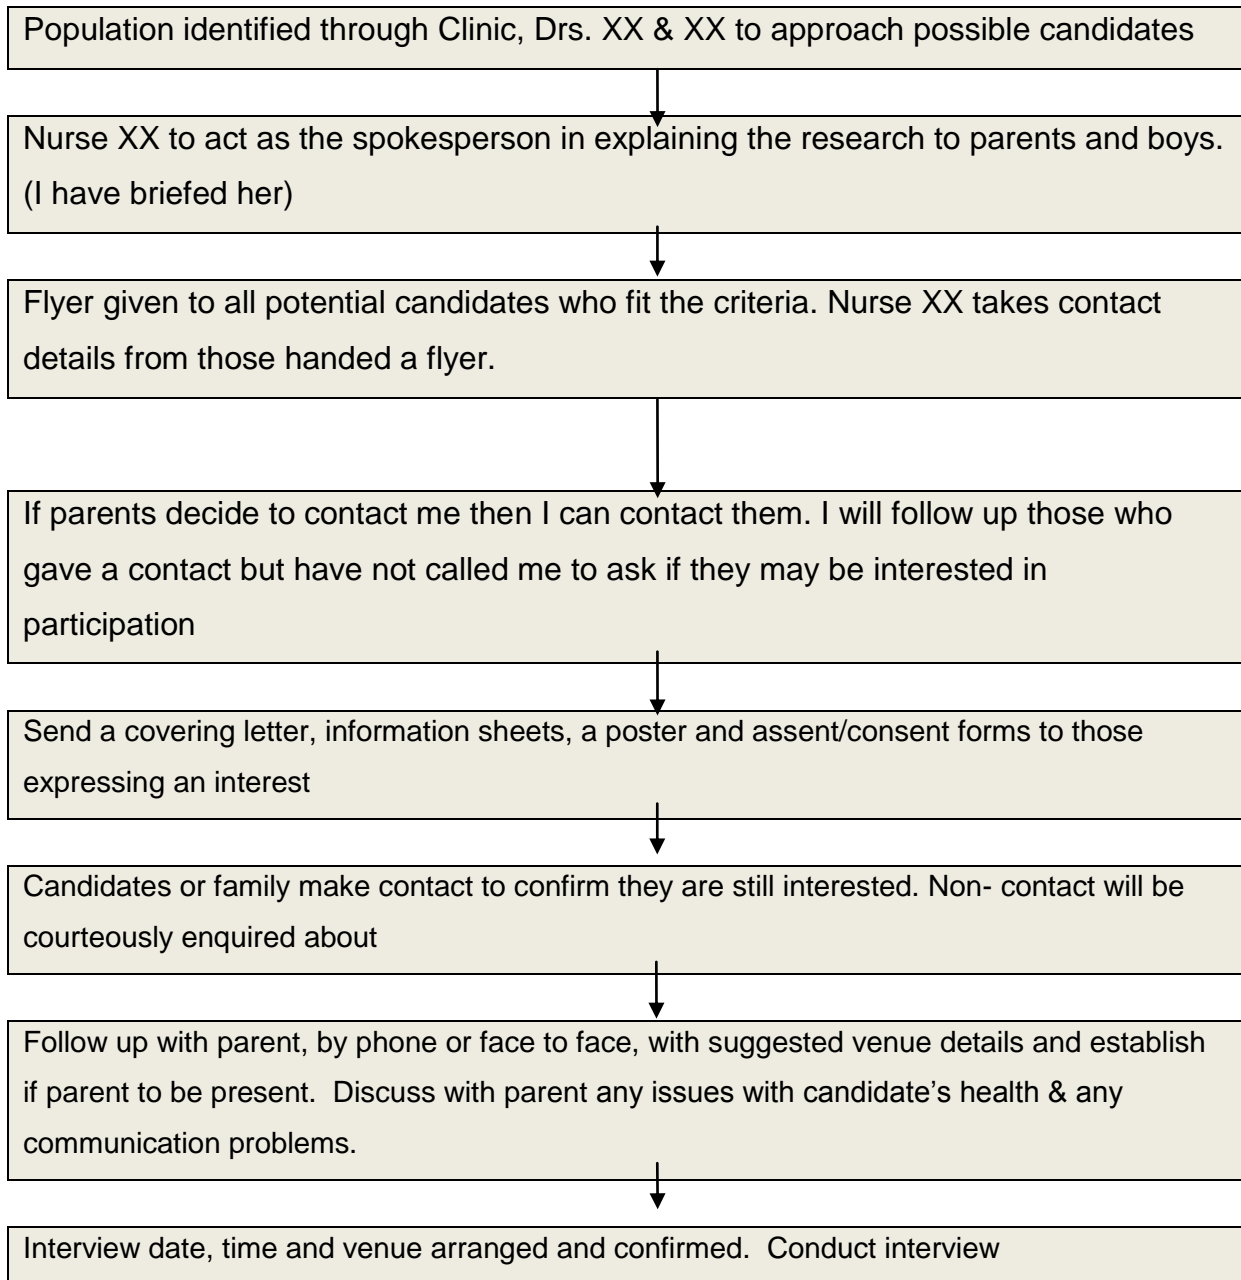 Population identified through Clinic, Drs. XX & XX to approach possible candidates
Nurse XX to act as the spokesperson in explaining the research to parents and boys.
(I have briefed her)
Flyer given to all potential candidates who fit the criteria. Nurse XX takes contact
details from those handed a flyer.
If parents decide to contact me then I can contact them. I will follow up those who
gave a contact but have not called me to ask if they may be interested in
participation
Send a covering letter, information sheets, a poster and assent/consent forms to those
expressing an interest
Candidates or family make contact to confirm they are still interested. Non- contact will be
courteously enquired about
Follow up with parent, by phone or face to face, with suggested venue details and establish
if parent to be present.  Discuss with parent any issues with candidate’s health & any
communication problems.
Interview date, time and venue arranged and confirmed.  Conduct interview